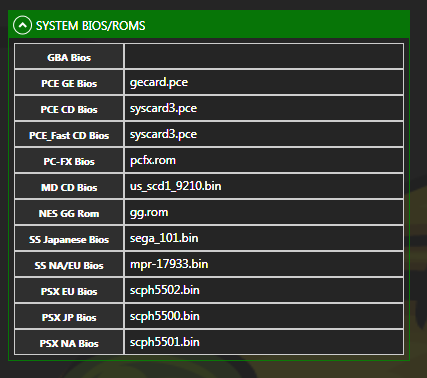 SYSTEM BIOS/ROMS
GBA Bios
PCE GE Bios gecard.pce
PCE CD Bios syscard3.pce
PCE_Fast CD Bios syscard3.pce
PC-FX Bios pcfx.rom
MD CD Bios us_scd1_9210.bin
NES GG Rom gg.rom
SS Japanese Bios sega_101.bin
SS NA/EU Bios mpr-17933.bin
PSX EU Bios scph5502.bin
PSX JP Bios scph5500.bin
PSX NA Bios scph5501.bin